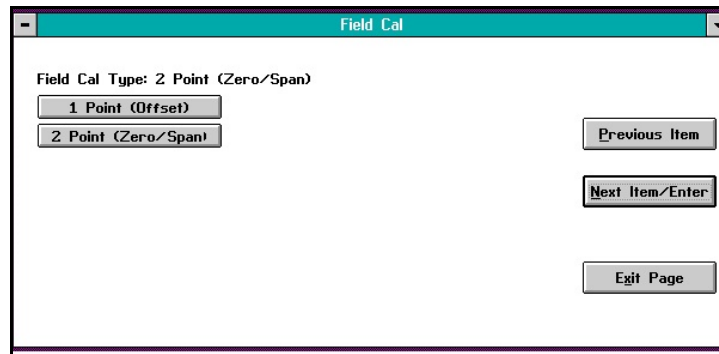 Field Cal
Field Cal Type: 2 Point (Zero/Span)
1 Point (Offset)
2 Point (Zero/Span)
Previous Item
Next Item/Enter
Exit Page